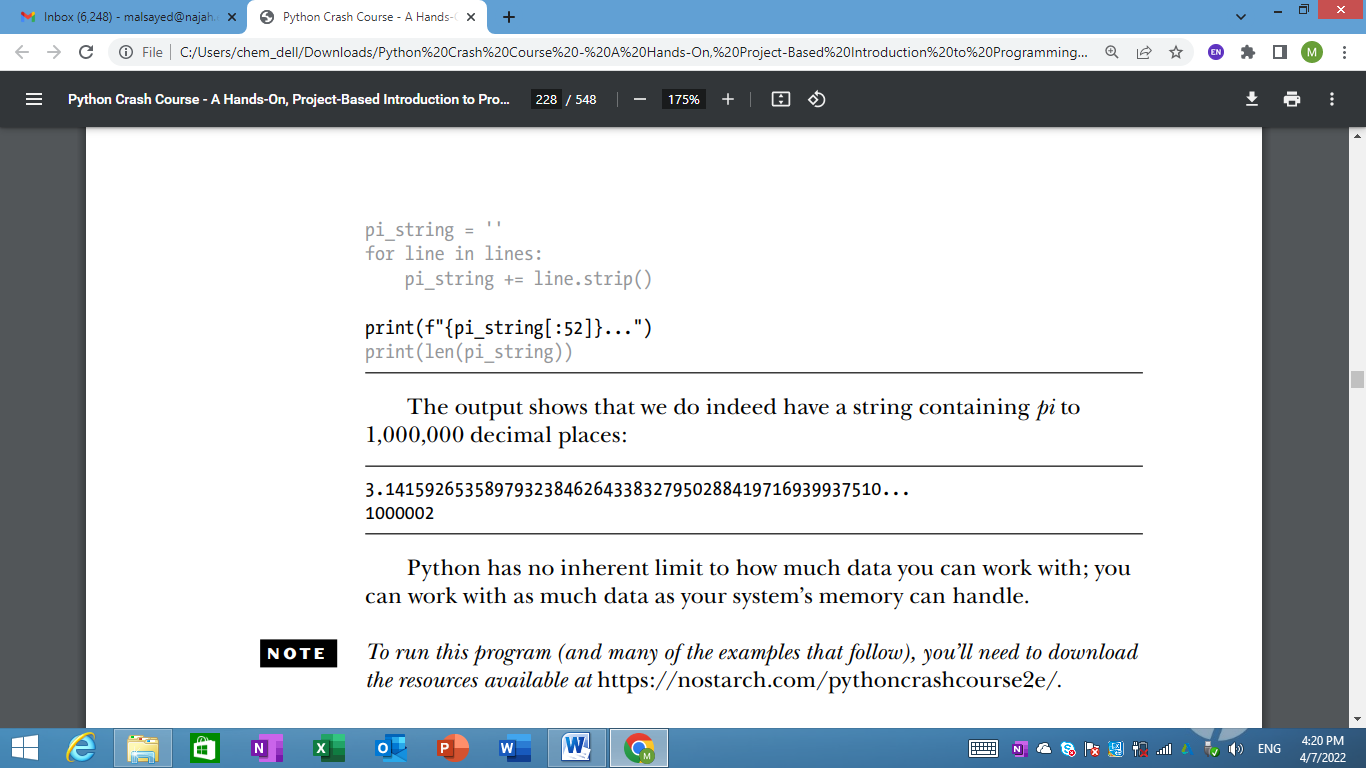 Inbox (6,248) - malsayed@najah.
Python Crash Course - A Hands-
File
C:/Users/chem_dell/Downloads/Python%20Crash%20Course%20-%20A%20Hands-On,%20Project-Based%20Introduction%20to%20Programming...
EN
M
Python Crash Course - A Hands-On, Project-Based Introduction to Pro...
228 / 548
175%
pi_string = ''
for line in lines:
    pi_string += line.strip()
print(f"{pi_string[:52]}...")
print(len(pi_string))
The output shows that we do indeed have a string containing pi to
1,000,000 decimal places:
3.14159265358979323846264338327950288419716939937510...
1000002
Python has no inherent limit to how much data you can work with; you
can work with as much data as your system's memory can handle.
NOTE To run this program (and many of the examples that follow), you'll need to download
the resources available at https://nostarch.com/pythoncrashcourse2e/.
ENG
4:20 PM
4/7/2022